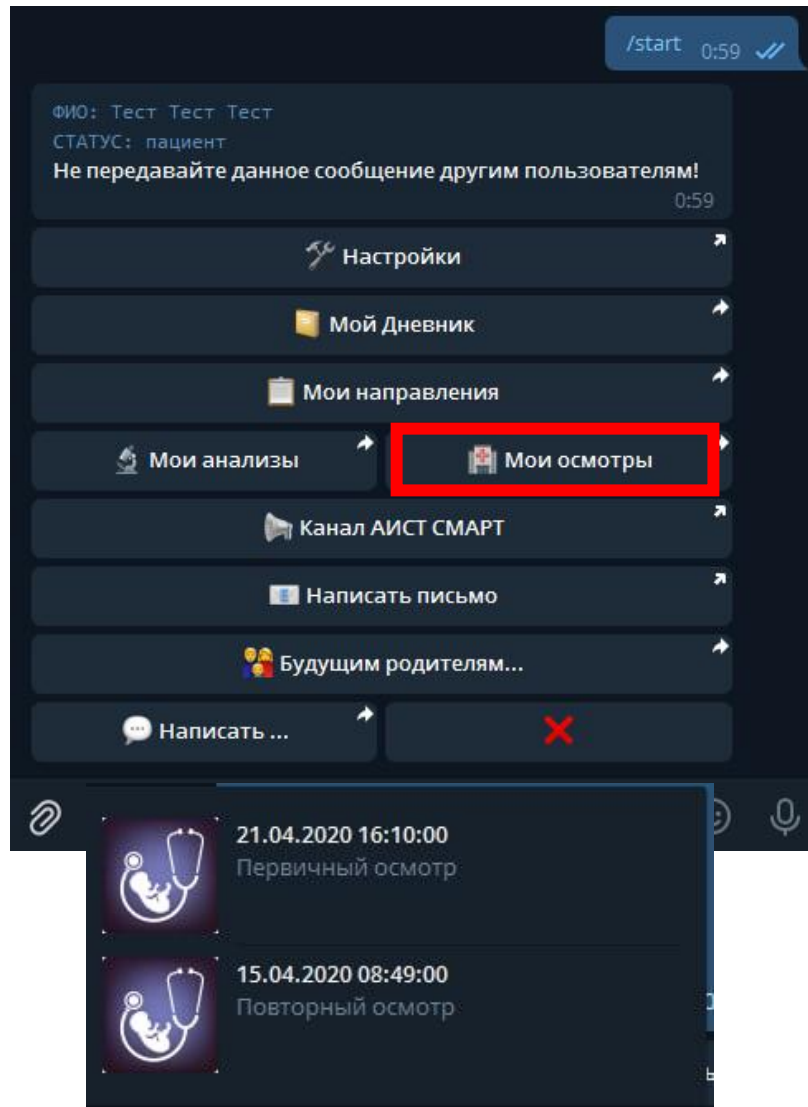 /start 0:59
ФИО: Тест Тест Тест
СТАТУС: пациент
Не передавайте данное сообщение другим пользователям!
0:59
Настройки
Мой Дневник
Мои направления
Мои анализы
Мои осмотры
Канал АИСТ СМАРТ
Написать письмо
Будущим родителям...
Написать ...
21.04.2020 16:10:00
Первичный осмотр
15.04.2020 08:49:00
Повторный осмотр